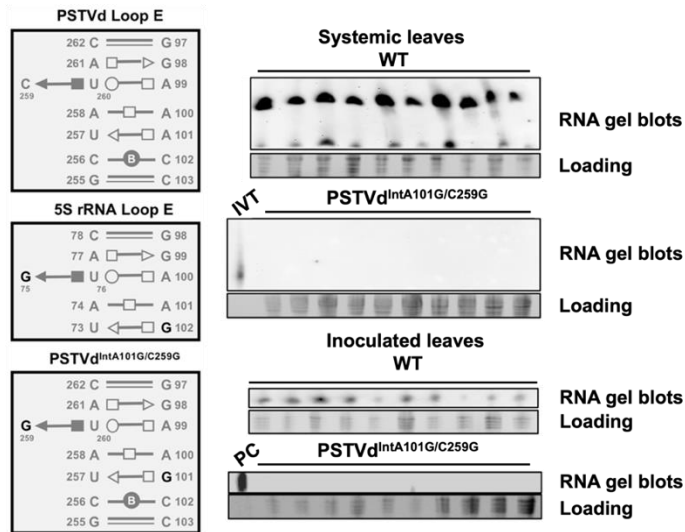 PSTVd Loop E
262 C G 97
261 A G 98
C U A 99
259 260
258 A A 100
257 U A 101
256 C B C 102
255 G C 103
5S rRNA Loop E
78 C G 98
77 A G 99
G U A 100
75 76
74 A A 101
73 U G 102
PSTVdIntA101G/C259G
262 C G 97
261 A G 98
G U A 99
259 260
258 A A 100
257 U G 101
256 C B C 102
255 G C 103
Systemic leaves
WT
RNA gel blots
Loading
IVT PSTVdIntA101G/C259G
RNA gel blots
Loading
Inoculated leaves
WT
RNA gel blots
Loading
PC PSTVdIntA101G/C259G
RNA gel blots
Loading